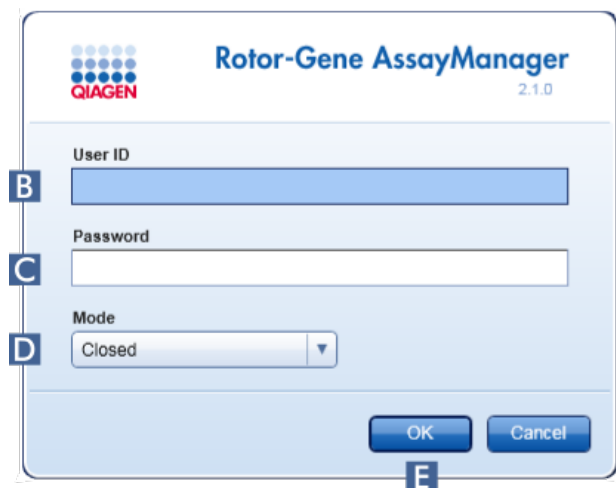 QIAGEN
Rotor-Gene AssayManager
2.1.0
User ID
B
Password
C
Mode
D Closed
OK Cancel
E